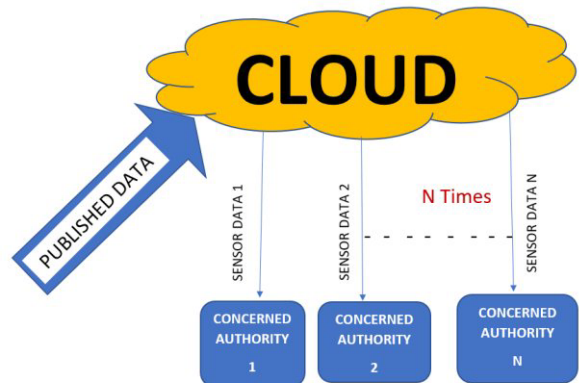 CLOUD
PUBLISHED DATA
SENSOR DATA 1
SENSOR DATA 2
N Times
SENSOR DATA N
CONCERNED
AUTHORITY
1
CONCERNED
AUTHORITY
2
CONCERNED
AUTHORITY
N